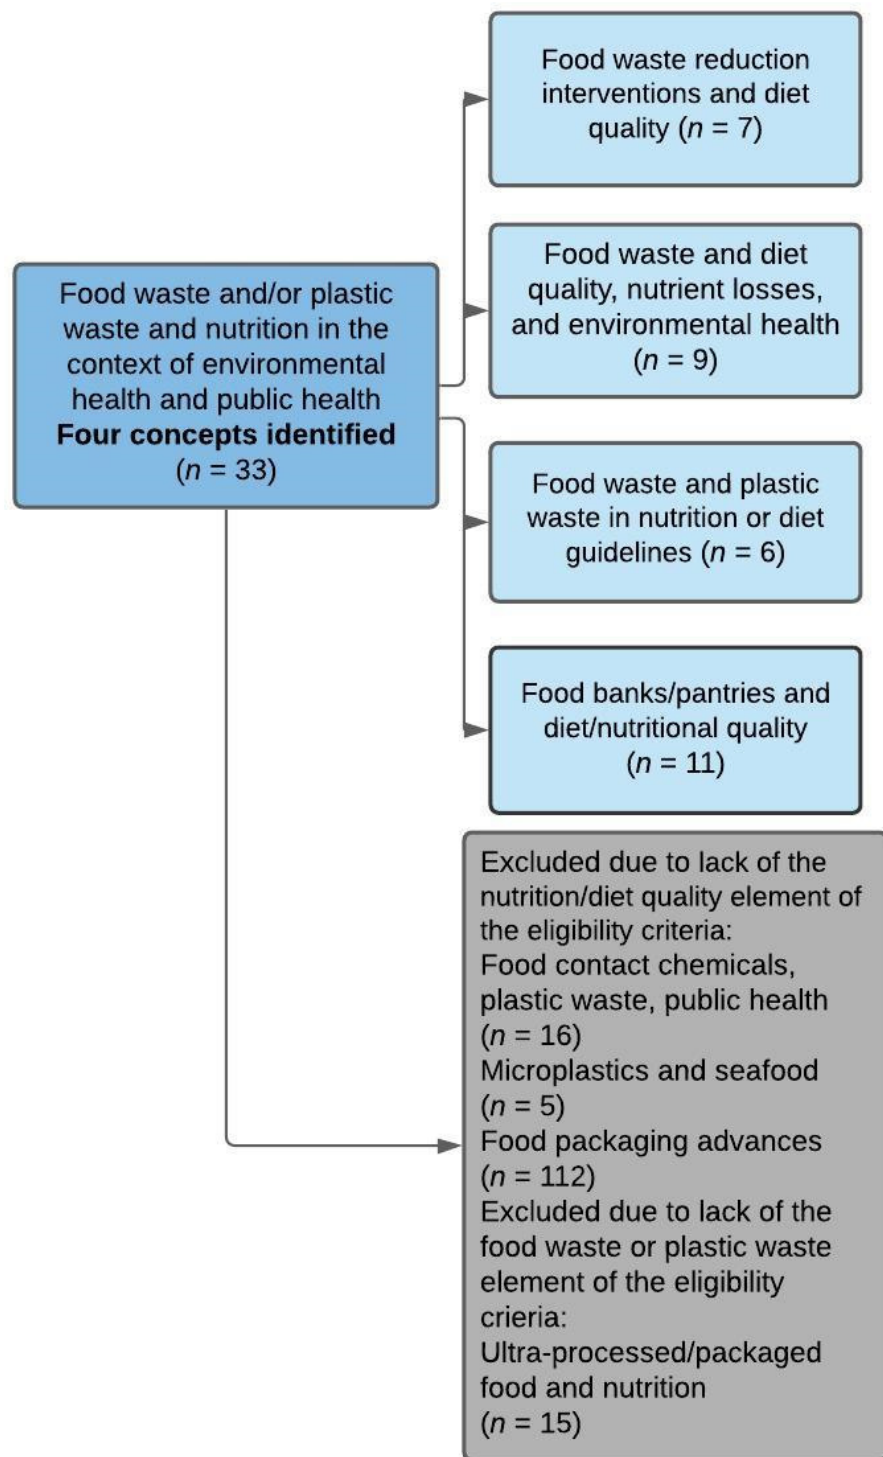 Food waste reduction
interventions and diet
quality (n = 7)
Food waste and diet
quality, nutrient losses,
and environmental health
(n = 9)
Food waste and/or plastic
waste and nutrition in the
context of environmental
health and public health
Four concepts identified
(n = 33)
Food waste and plastic
waste in nutrition or diet
guidelines (n = 6)
Food banks/pantries and
diet/nutritional quality
(n = 11)
Excluded due to lack of the
nutrition/diet quality element of
the eligibility criteria:
Food contact chemicals,
plastic waste, public health
(n = 16)
Microplastics and seafood
(n = 5)
Food packaging advances
(n = 112)
Excluded due to lack of the
food waste or plastic waste
element of the eligibility
crieria:
Ultra-processed/packaged
food and nutrition
(n = 15)